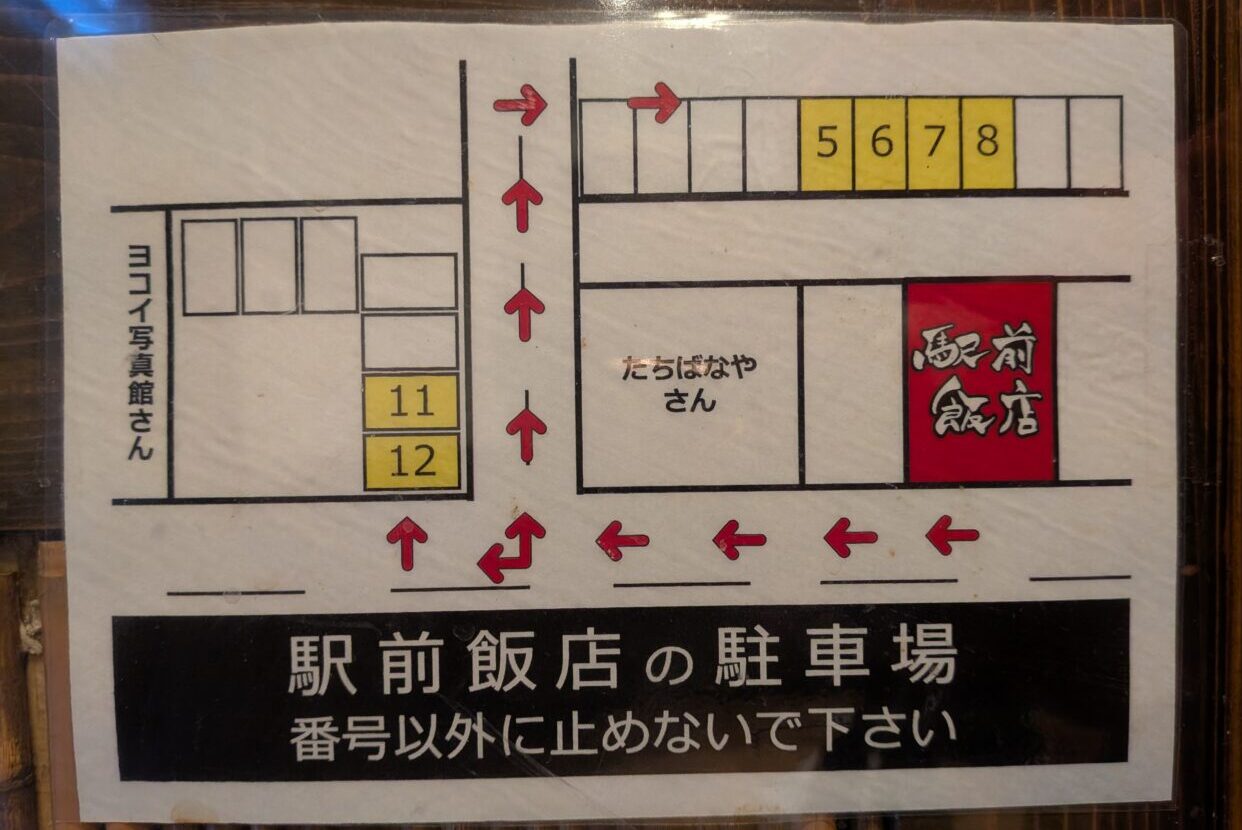 5 6 7 8
ヨコイ写真館さん
11
12
たちばなや
さん
駅前
飯店
駅前飯店の駐車場
番号以外に止めないで下さい